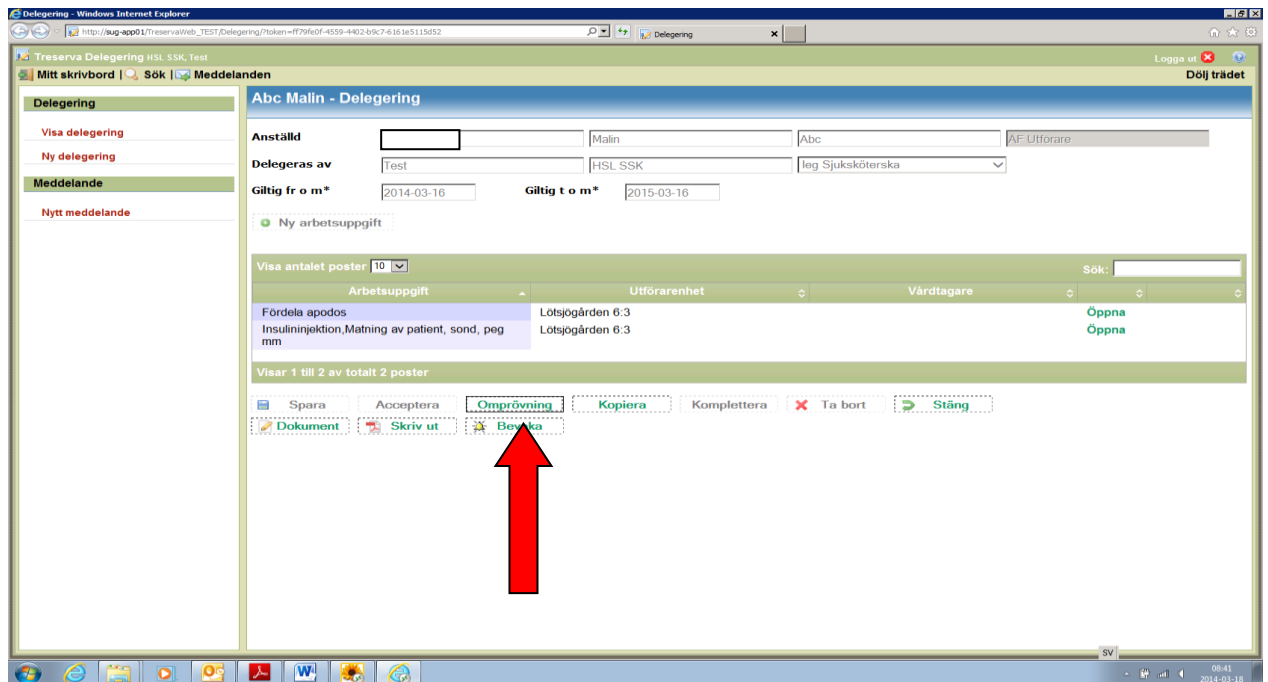 Delegering - Windows Internet Explorer
http://sug-app01/TreservaWeb_TEST/Delegering/?token=ff79fe0f-4559-4402-b9c7-6161e5115d52 Delegering x
Treserva Delegering HSL SSK, Test Logga ut
Mitt skrivbord | Sök | Meddelanden Dölj trädet
Delegering
Visa delegering
Ny delegering
Meddelande
Nytt meddelande
Abc Malin - Delegering
Anställd Malin Abc AF Utförare
Delegeras av Test HSL SSK leg Sjuksköterska
Giltig fr o m* 2014-03-16 Giltig t o m* 2015-03-16
Ny arbetsuppgift
Visa antalet poster 10 Sök:
Arbetsuppgift Utförarenhet Vårdtagare
Fördela apodos Lötsjögården 6:3 Öppna
Insulininjektion,Matning av patient, sond, peg Lötsjögården 6:3 Öppna
mm
Visar 1 till 2 av totalt 2 poster
Spara Acceptera Omprövning Kopiera Komplettera Ta bort Stäng
Dokument Skriv ut Bevaka
SV
08:41
2014-03-18